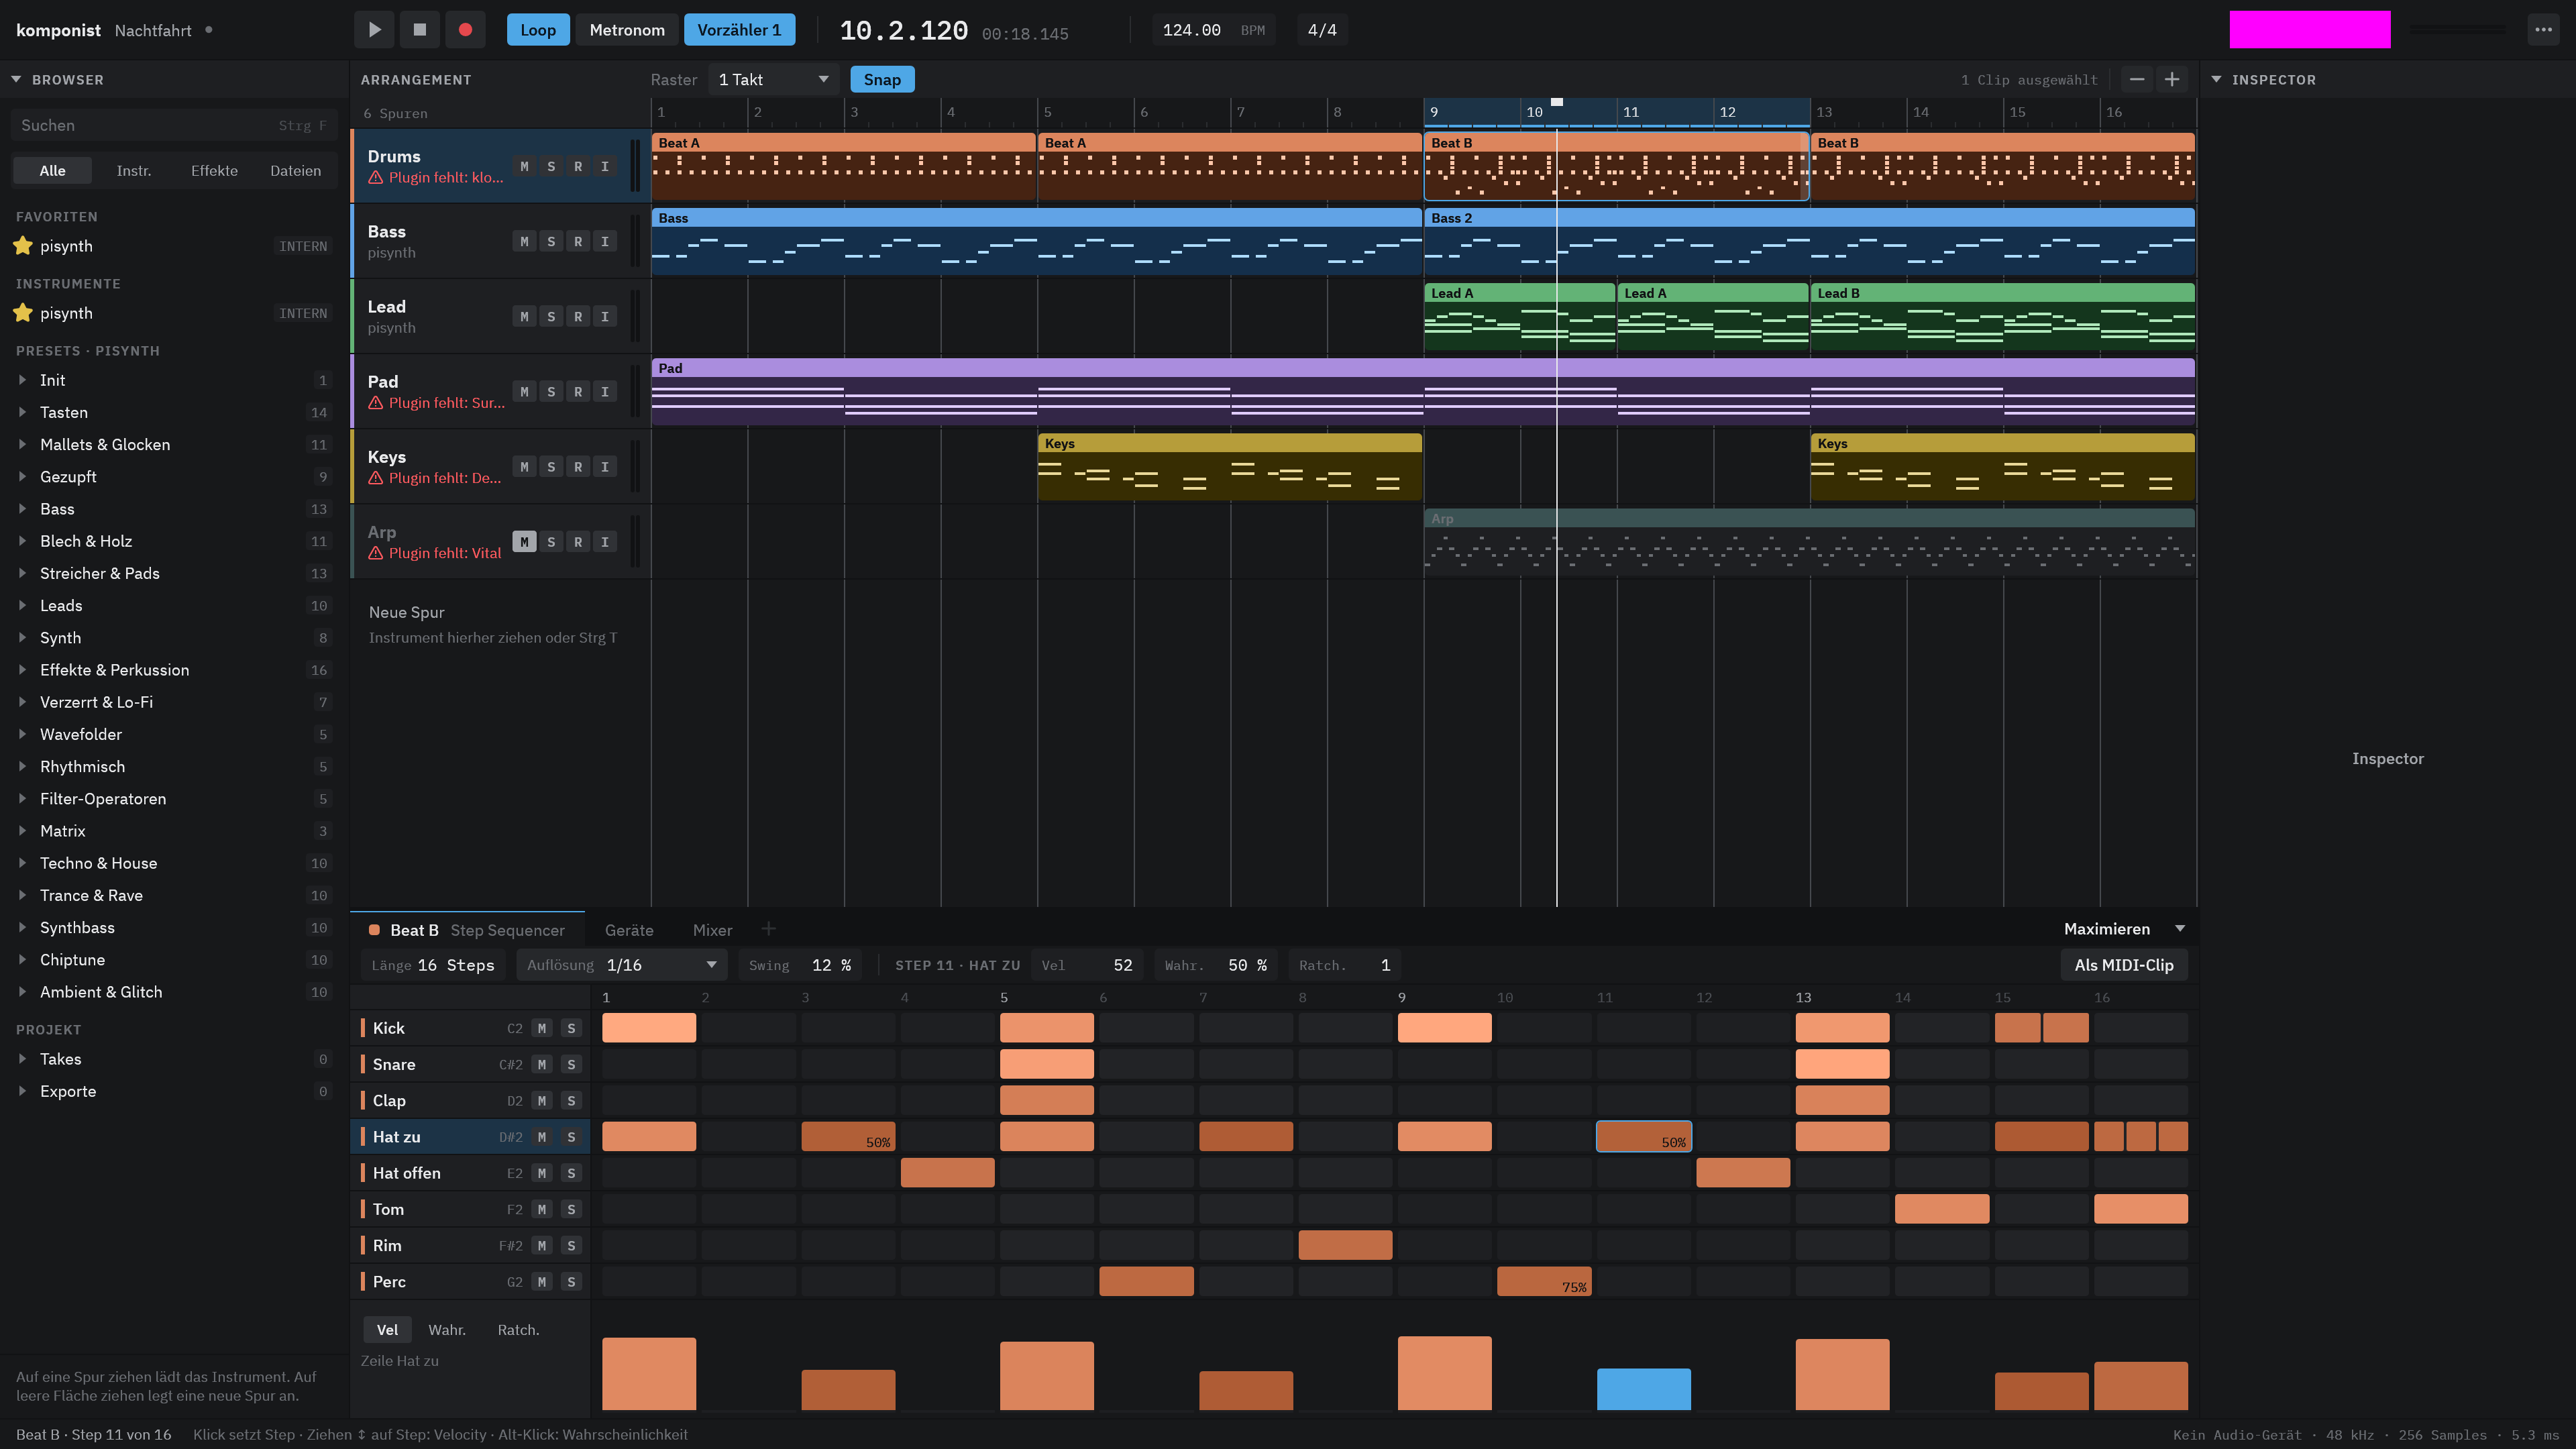 komponist Nachtfahrt
Loop Metronom Vorzähler 1 10.2.120 00:18.145 124.00 BPM 4/4
BROWSER
Suchen Strg F
Alle Instr. Effekte Dateien
FAVORITEN
pisynth INTERN
INSTRUMENTE
pisynth INTERN
PRESETS · PISYNTH
Init 1
Tasten 14
Mallets & Glocken 11
Gezupft 9
Bass 13
Blech & Holz 11
Streicher & Pads 13
Leads 10
Synth 8
Effekte & Perkussion 16
Verzerrt & Lo-Fi 7
Wavefolder 5
Rhythmisch 5
Filter-Operatoren 5
Matrix 3
Techno & House 10
Trance & Rave 10
Synthbass 10
Chiptune 10
Ambient & Glitch 10
PROJEKT
Takes 0
Exporte 0
Auf eine Spur ziehen lädt das Instrument. Auf
leere Fläche ziehen legt eine neue Spur an.
ARRANGEMENT Raster 1 Takt Snap 1 Clip ausgewählt
6 Spuren 1 2 3 4 5 6 7 8 9 10 11 12 13 14 15 16
Drums M S R I
Plugin fehlt: klo...
Beat A Beat A Beat B Beat B
Bass M S R I
pisynth
Bass Bass 2
Lead M S R I
pisynth
Lead A Lead A Lead B
Pad M S R I
Plugin fehlt: Sur...
Pad
Keys M S R I
Plugin fehlt: De...
Keys Keys
Arp M S R I
Plugin fehlt: Vital
Arp
Neue Spur
Instrument hierher ziehen oder Strg T
INSPECTOR
Inspector
Beat B Step Sequencer Geräte Mixer Maximieren
Länge 16 Steps Auflösung 1/16 Swing 12 % STEP 11 · HAT ZU Vel 52 Wahr. 50 % Ratch. 1 Als MIDI-Clip
1 2 3 4 5 6 7 8 9 10 11 12 13 14 15 16
Kick C2 M S
Snare C#2 M S
Clap D2 M S
Hat zu D#2 M S 50% 50%
Hat offen E2 M S
Tom F2 M S
Rim F#2 M S
Perc G2 M S 75%
Vel Wahr. Ratch.
Zeile Hat zu
Beat B · Step 11 von 16 Klick setzt Step · Ziehen ↕ auf Step: Velocity · Alt-Klick: Wahrscheinlichkeit
Kein Audio-Gerät · 48 kHz · 256 Samples · 5.3 ms